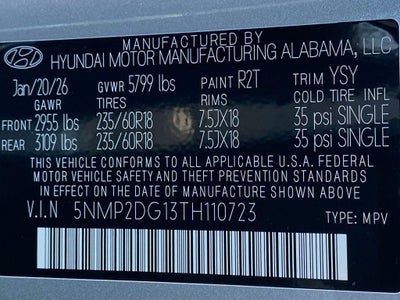 MANUFACTURED BY
HYUNDAI MOTOR MANUFACTURING ALABAMA, LLC
Jan/20/26 GVWR 5799 lbs PAINT R2T TRIM YSY
GAWR TIRES RIMS COLD TIRE INFL
FRONT 2955 lbs 235/60R18 7.5JX18 35 psi SINGLE
REAR 3109 lbs 235/60R18 7.5JX18 35 psi SINGLE
THIS VEHICLE CONFORMS TO ALL APPLICABLE U.S.A. FEDERAL
MOTOR VEHICLE SAFETY AND THEFT PREVENTION STANDARDS
IN EFFECT ON THE DATE OF MANUFACTURE SHOWN ABOVE
V.I.N 5NMP2DG13TH110723 TYPE: MPV